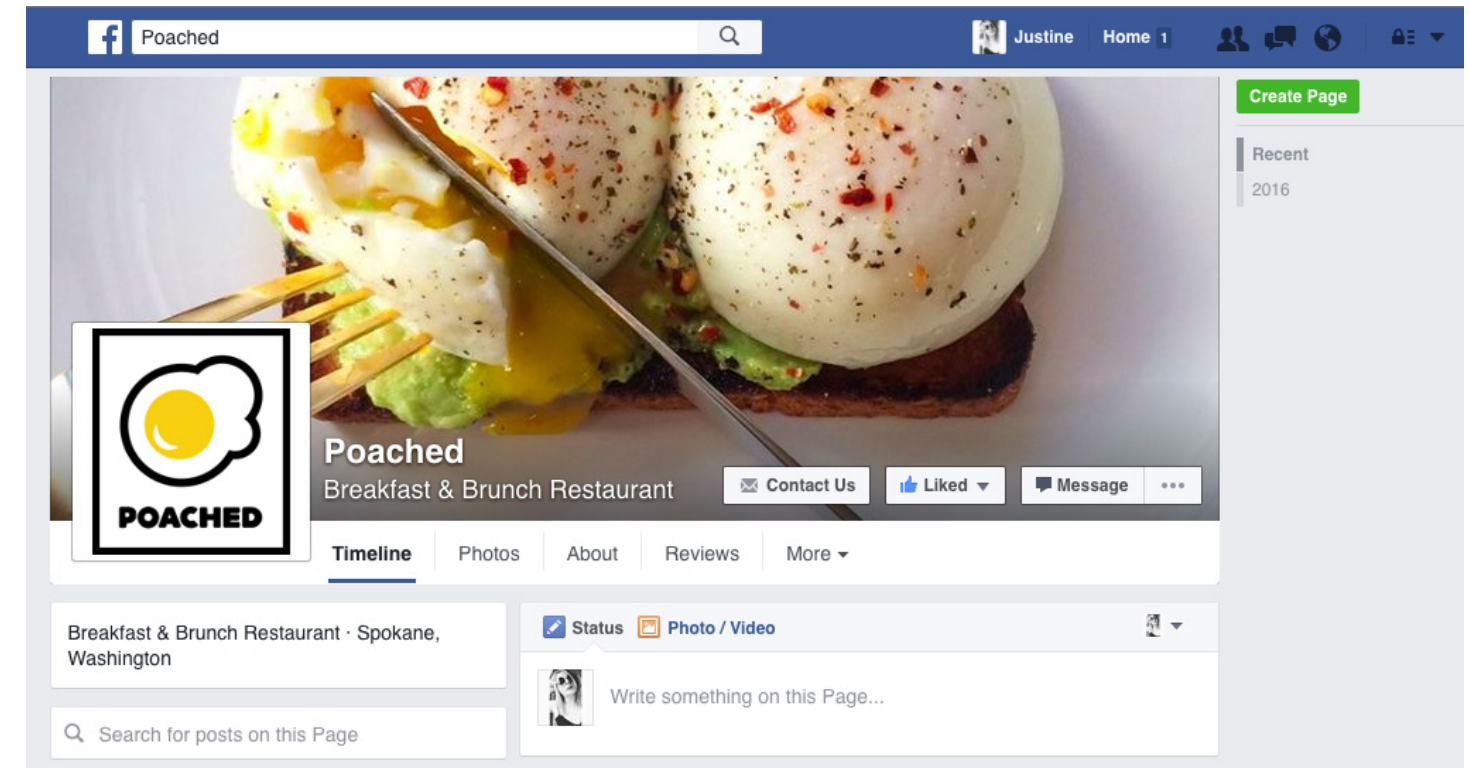 f
Poached
Justine
Home 1
Create Page
Recent
2016
POACHED
Poached
Breakfast & Brunch Restaurant
Contact Us
Liked
Message
Timeline
Photos
About
Reviews
More
Breakfast & Brunch Restaurant · Spokane,
Washington
Search for posts on this Page
Status
Photo / Video
Write something on this Page...